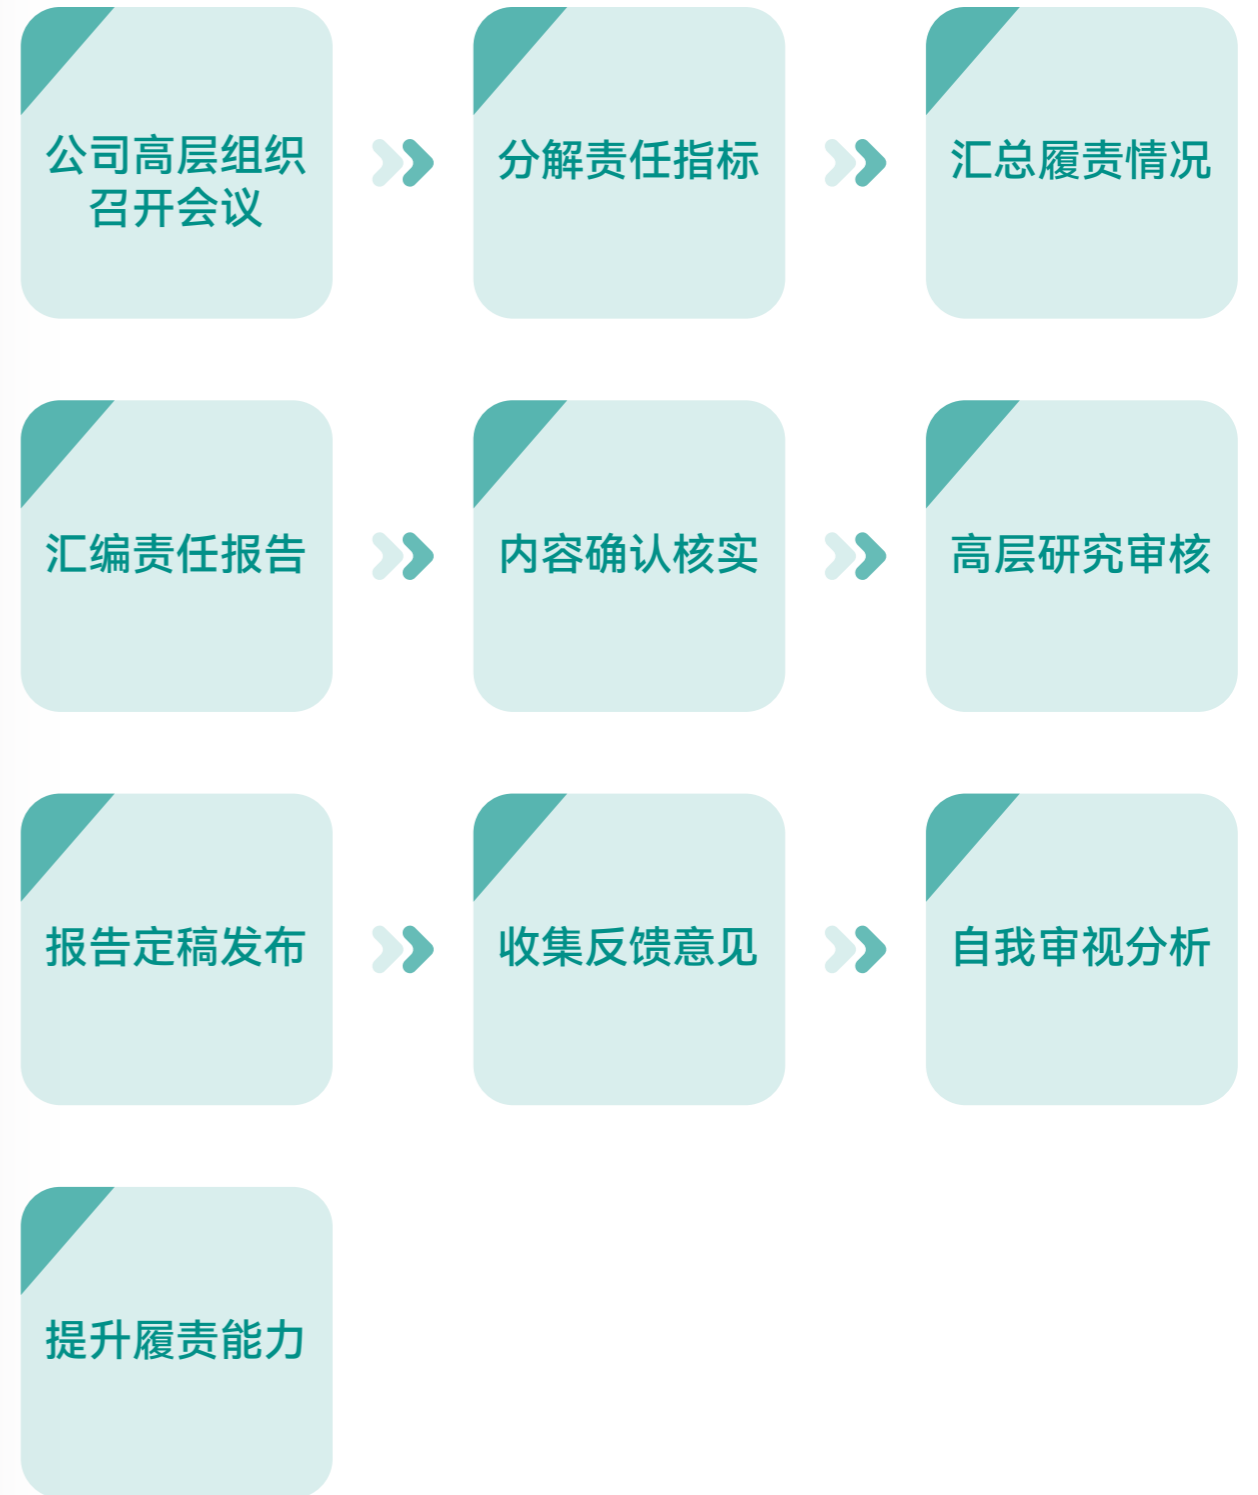 公司高层组织
召开会议
分解责任指标
汇总履责情况
汇编责任报告
内容确认核实
高层研究审核
报告定稿发布
收集反馈意见
自我审视分析
提升履责能力